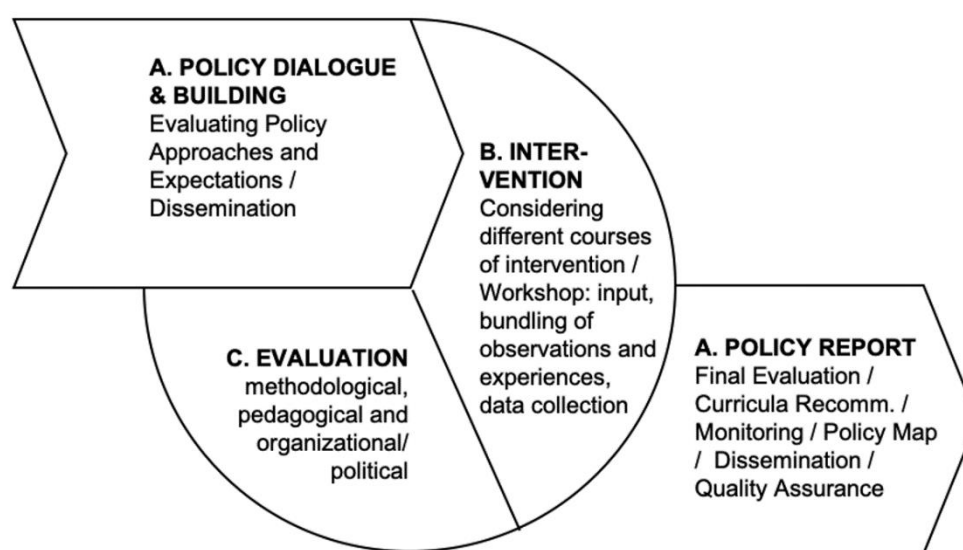 A. POLICY DIALOGUE
& BUILDING
Evaluating Policy
Approaches and
Expectations /
Dissemination
B. INTER-
VENTION
Considering
different courses
of intervention /
Workshop: input,
bundling of
observations and
experiences,
data collection
C. EVALUATION
methodological,
pedagogical and
organizational/
political
A. POLICY REPORT
Final Evaluation /
Curricula Recomm. /
Monitoring / Policy Map
/ Dissemination /
Quality Assurance